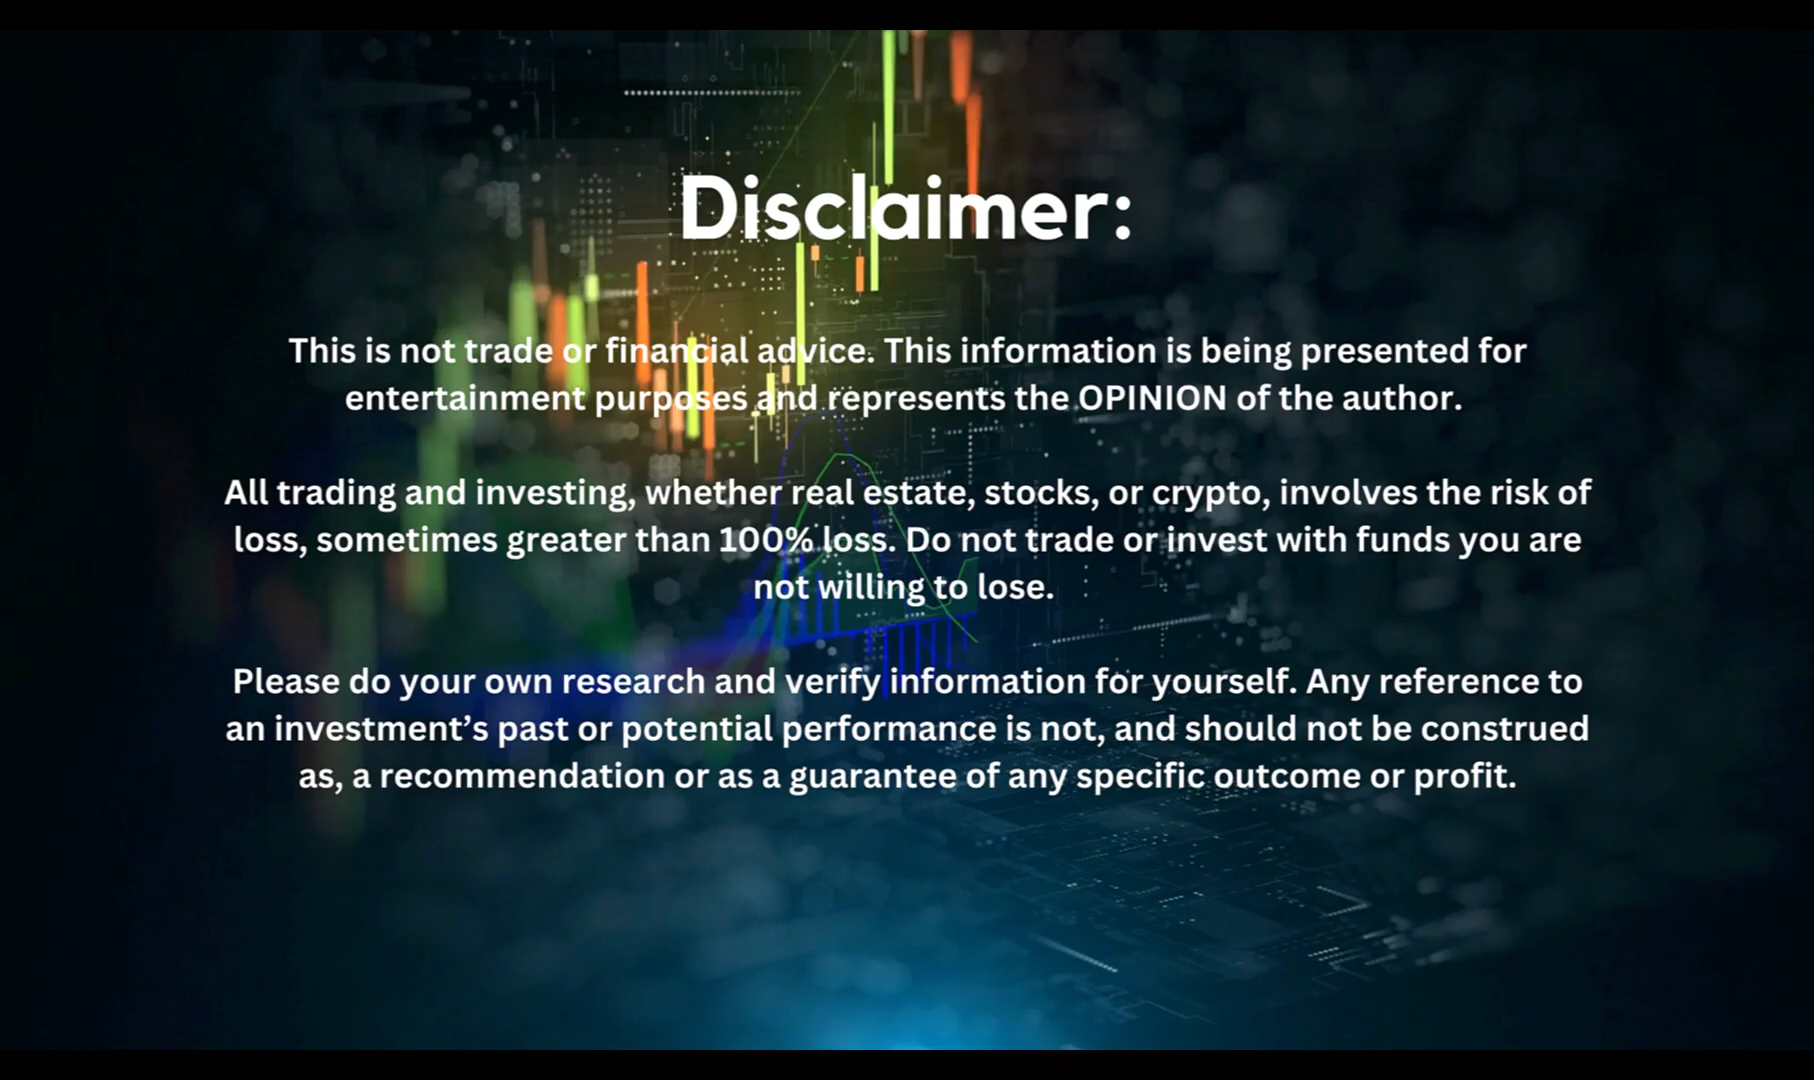 Disclaimer:
This is not trade or financial advice. This information is being presented for
entertainment purposes and represents the OPINION of the author.
All trading and investing, whether real estate, stocks, or crypto, involves the risk of
loss, sometimes greater than 100% loss. Do not trade or invest with funds you are
not willing to lose.
Please do your own research and verify information for yourself. Any reference to
an investment’s past or potential performance is not, and should not be construed
as, a recommendation or as a guarantee of any specific outcome or profit.